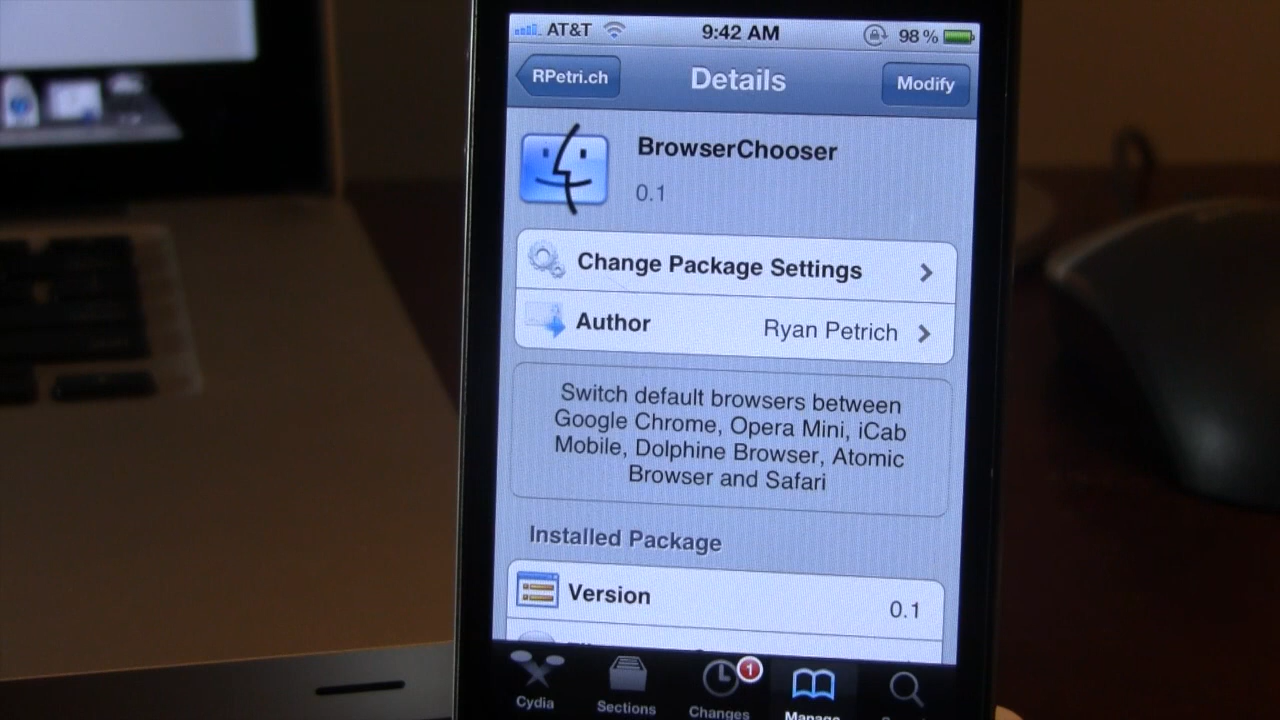 AT&T 9:42 AM 98 %
RPetri.ch Details Modify
BrowserChooser
0.1
Change Package Settings
Author Ryan Petrich
Switch default browsers between
Google Chrome, Opera Mini, iCab
Mobile, Dolphine Browser, Atomic
Browser and Safari
Installed Package
Version 0.1
1
Cydia Sections Changes Manage